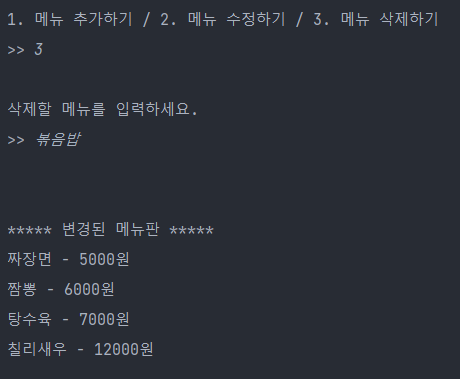 1. 메뉴 추가하기 / 2. 메뉴 수정하기 / 3. 메뉴 삭제하기
>> 3
삭제할 메뉴를 입력하세요.
>> 볶음밥
***** 변경된 메뉴판 *****
짜장면 - 5000원
짬뽕 - 6000원
탕수육 - 7000원
칠리새우 - 12000원